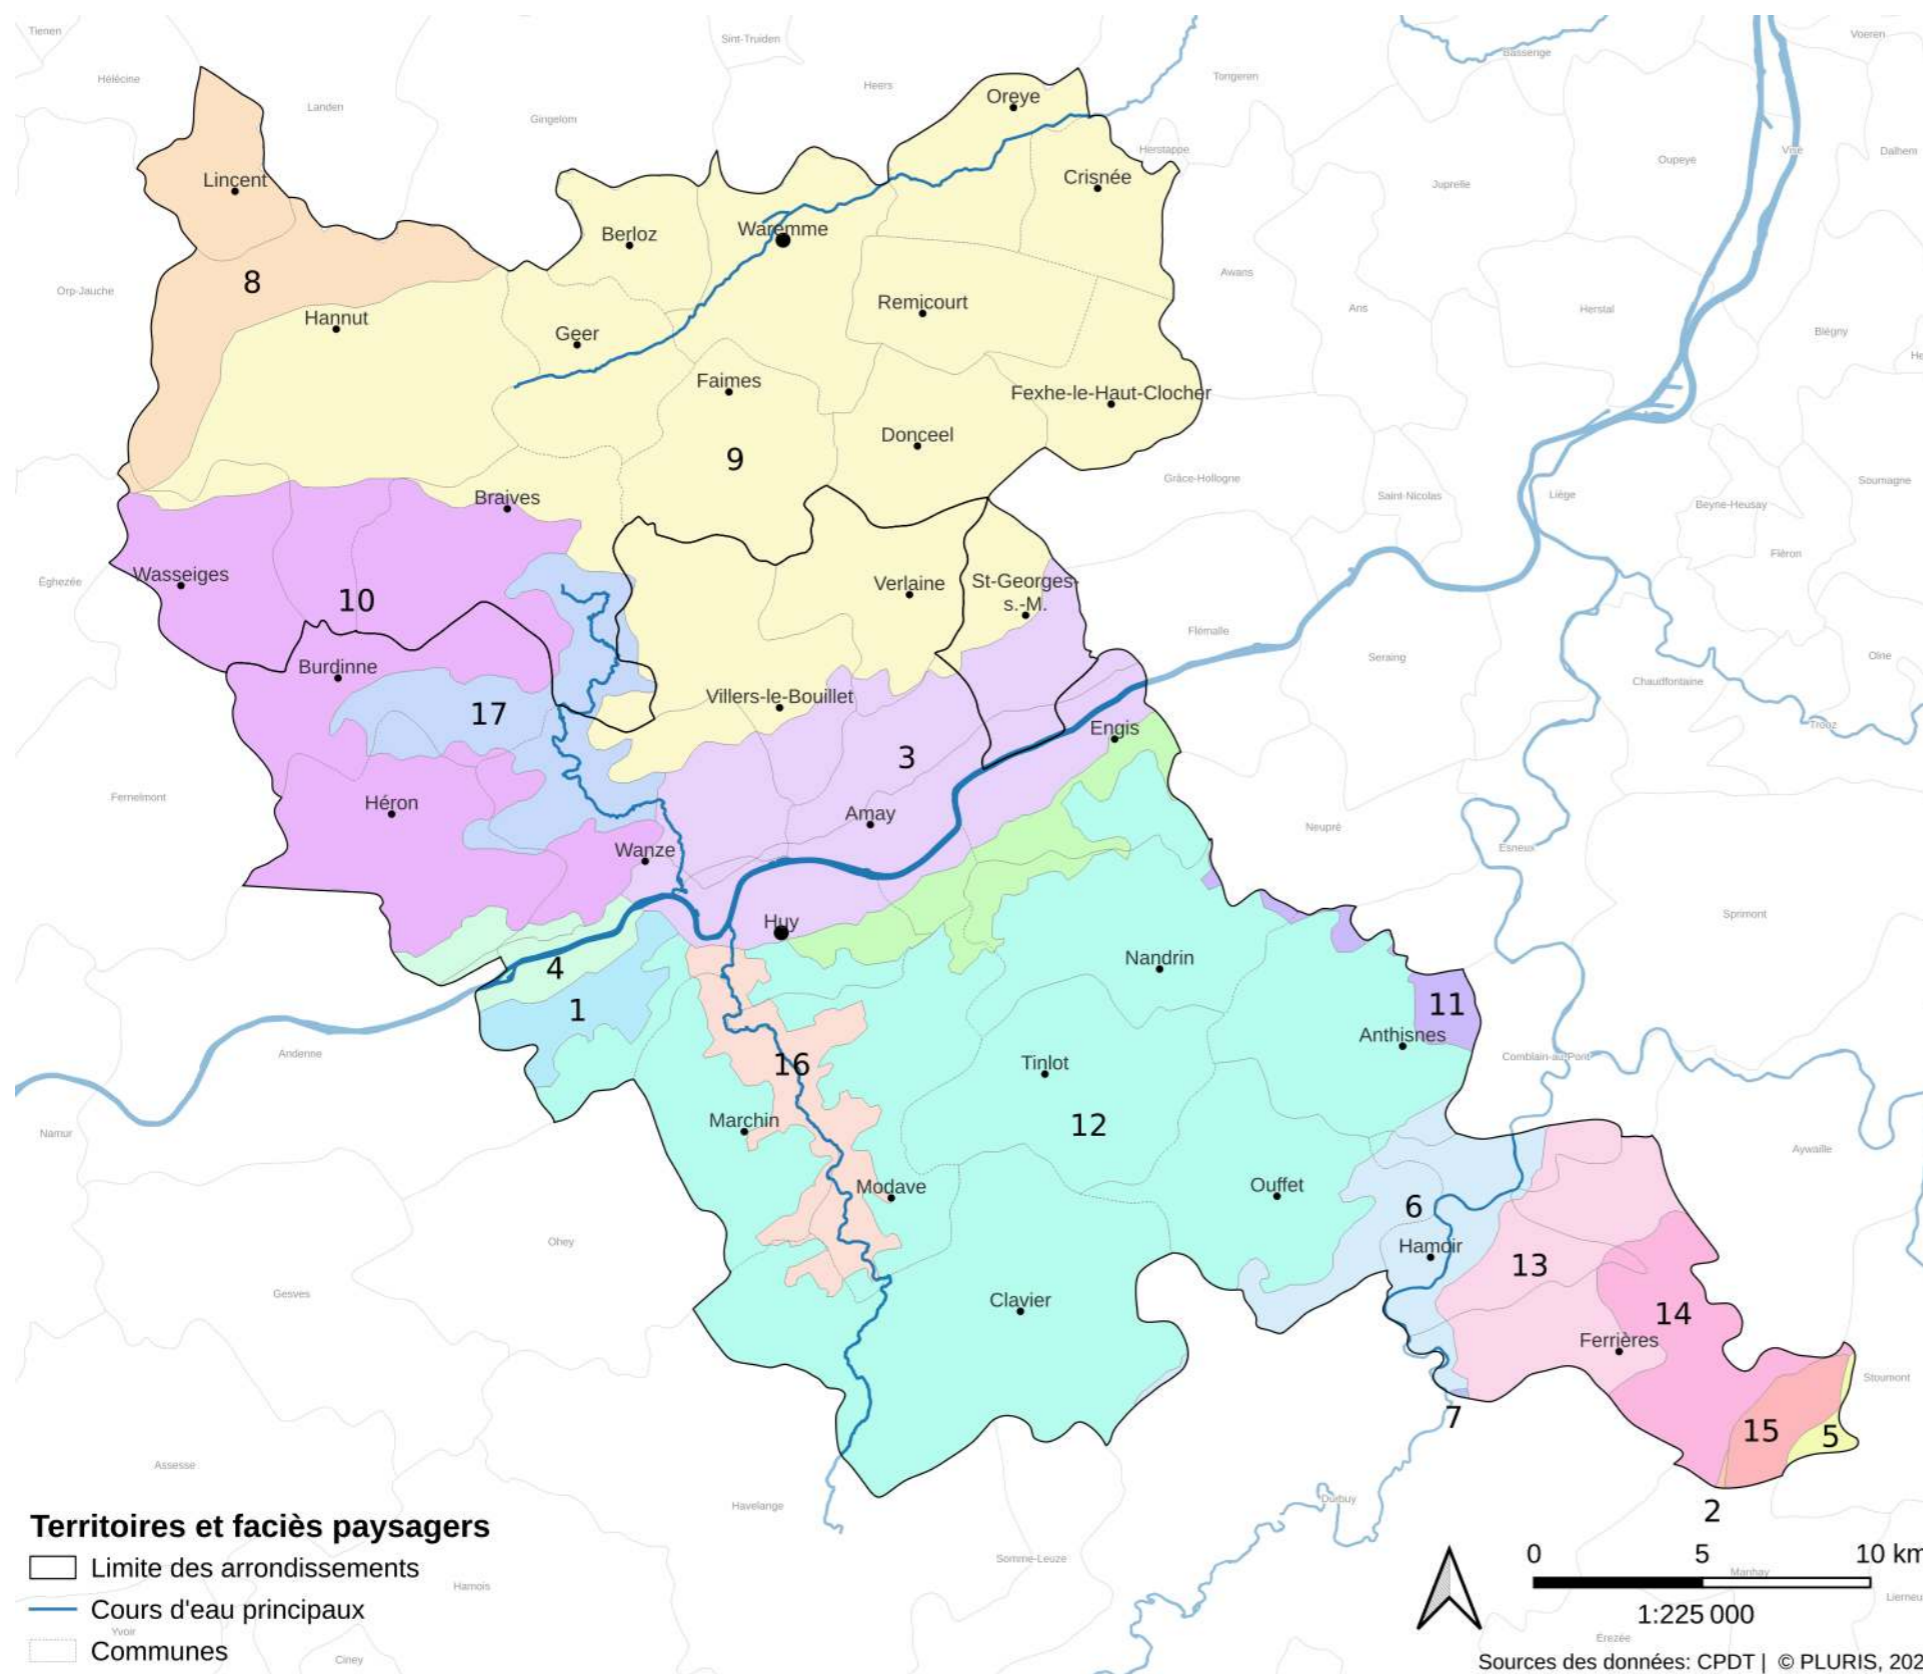 Tienen
Sint-Truiden
Voeren
Bassenge
Hélécine
Landen
Heers
Tongeren
Gingelom
Oreye
Herstappe
Visé
Dalhem
Oupeye
Lincent
Crisnée
Juprelle
Berloz
Waremme
Awans
8
Orp-Jauche
Hannut
Remicourt
Ans
Herstal
Geer
Blégny
He
Faimes
Fexhe-le-Haut-Clocher
Donceel
9
Grâce-Hollogne
Saint-Nicolas
Liège
Soumagne
Braives
Beyne-Heusay
Fléron
Éghezée
Wasseiges
Verlaine
St-Georges-
s.-M.
10
Flémalle
Seraing
Olne
Burdinne
Chaudfontaine
Villers-le-Bouillet
17
Trooz
Engis
3
Fernelmont
Héron
Amay
Neupré
Esneux
Wanze
Huy
Sprimont
4
Nandrin
1
11
Andenne
Anthisnes
Comblain-au-Pont
16
Tinlot
Marchin
12
Namur
Aywaille
Modave
Ouffet
6
Ohey
Hamoir
13
Gesves
Clavier
14
Ferrières
Stoumont
7
15
5
Assesse
Havelange
Durbuy
2
Territoires et faciès paysagers
Limite des arrondissements
Cours d'eau principaux
Communes
Yvoir
Hamois
Ciney
Somme-Leuze
0 5 10 km
Manhay
Lierneu
1:225 000
Erezée
Sources des données: CPDT | © PLURIS, 202